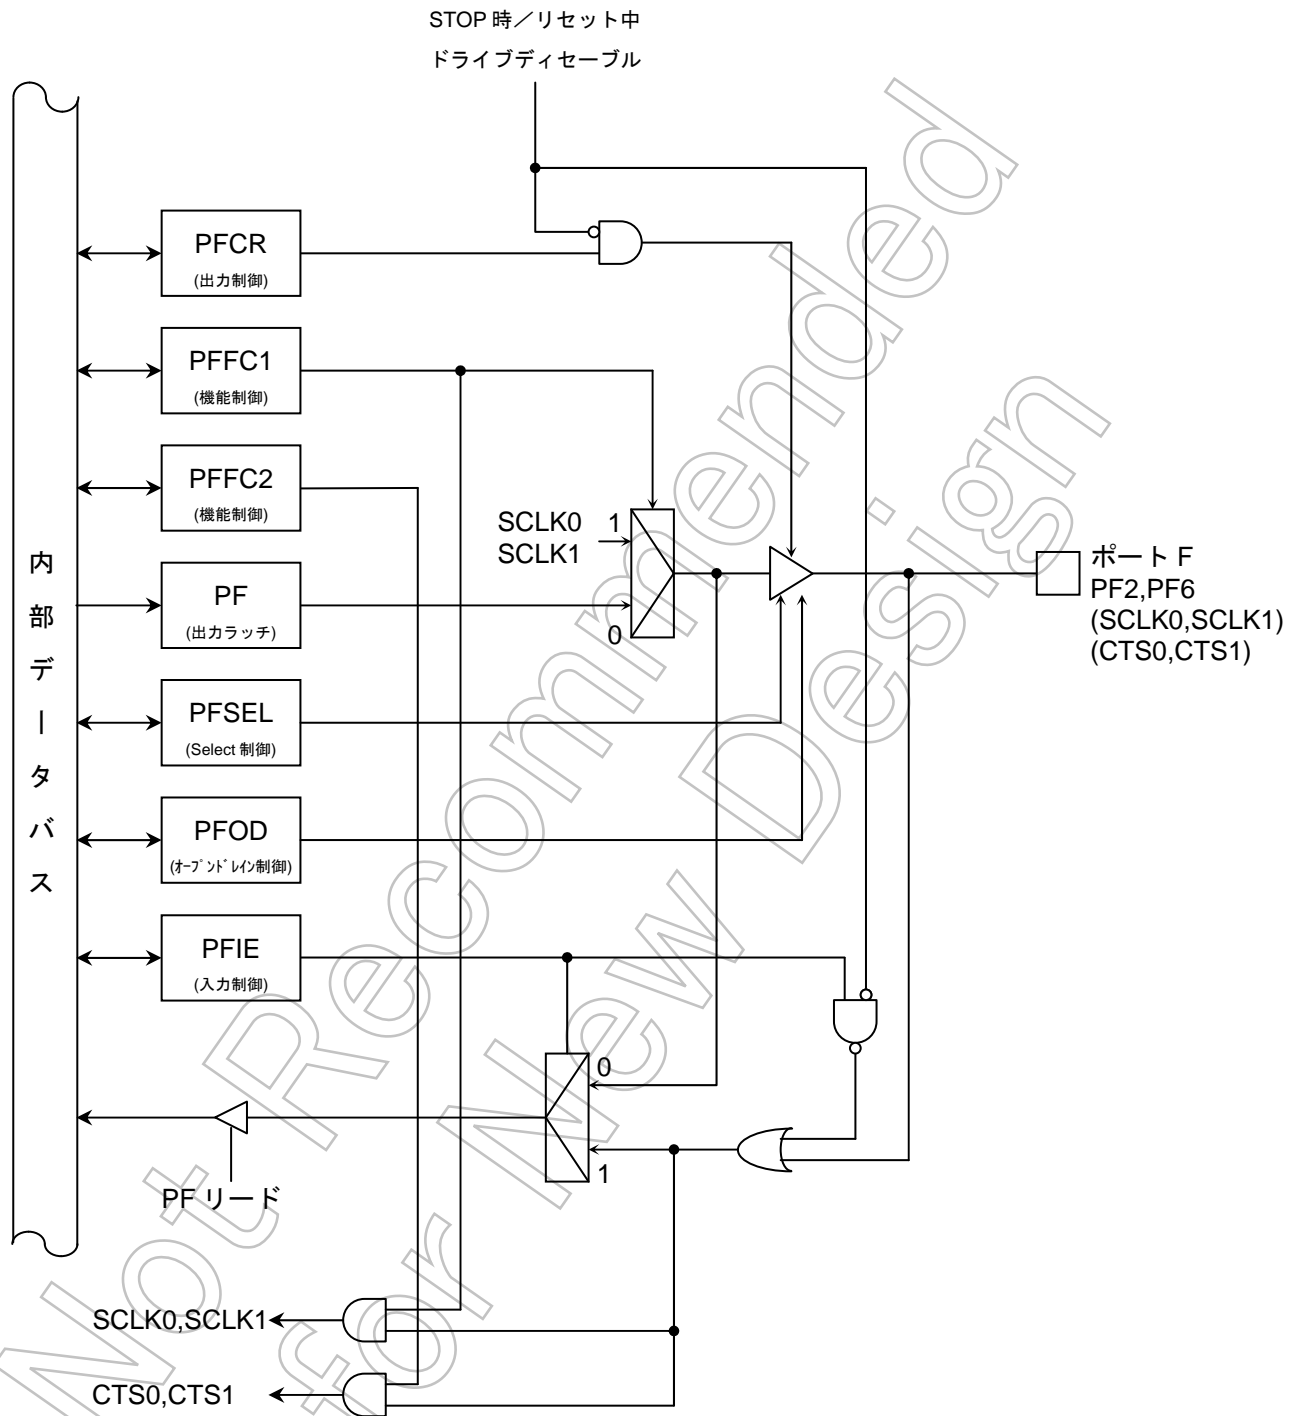 STOP 時／リセット中
ドライブディセーブル
内部データバス
PFCR
(出力制御)
PFFC1
(機能制御)
PFFC2
(機能制御)
PF
(出力ラッチ)
PFSEL
(Select 制御)
PFOD
(ｵｰﾌﾟﾝﾄﾞﾚｲﾝ制御)
PFIE
(入力制御)
SCLK0
SCLK1
1
0
ポート F
PF2,PF6
(SCLK0,SCLK1)
(CTS0,CTS1)
0
1
PF リード
SCLK0,SCLK1
CTS0,CTS1
Not Recommended
for New Design